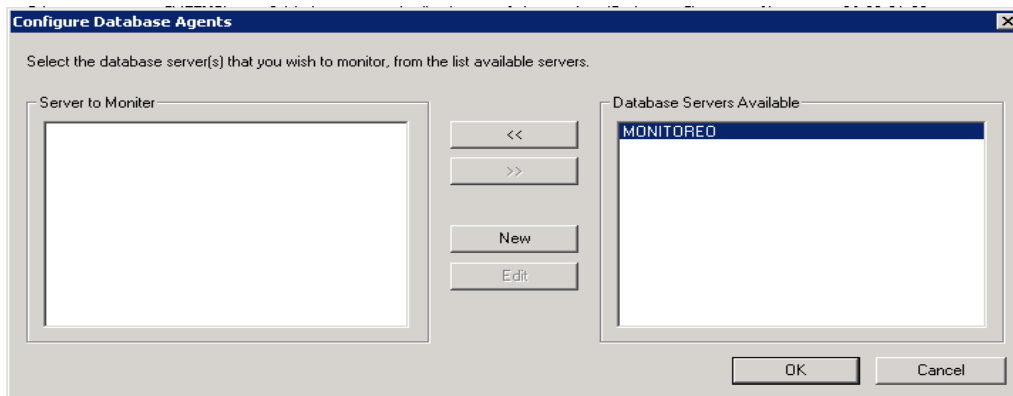 Configure Database Agents
Select the database server(s) that you wish to monitor, from the list available servers.
Server to Moniter
Database Servers Available
MONITOREO
<<
>>
New
Edit
OK
Cancel